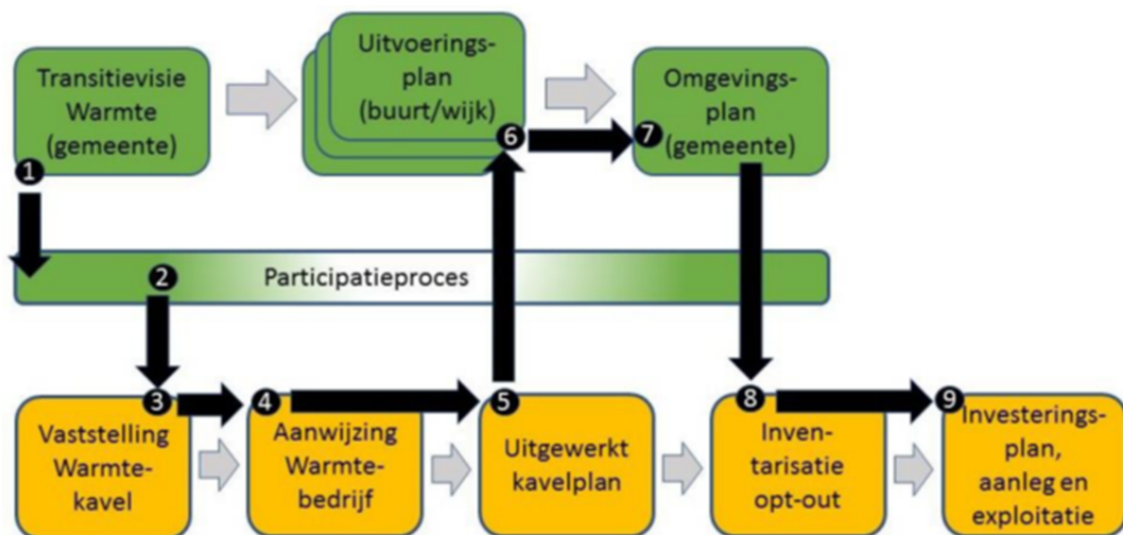 Transitievisie
Warmte
(gemeente)
1
Uitvoerings-
plan
(buurt/wijk)
6
Omgevings-
plan
(gemeente)
7
2
Participatieproces
3
Vaststelling
Warmte-
kavel
4
Aanwijzing
Warmte-
bedrijf
5
Uitgewerkt
kavelplan
8
Inven-
tarisatie
opt-out
9
Investerings-
plan,
aanleg en
exploitatie